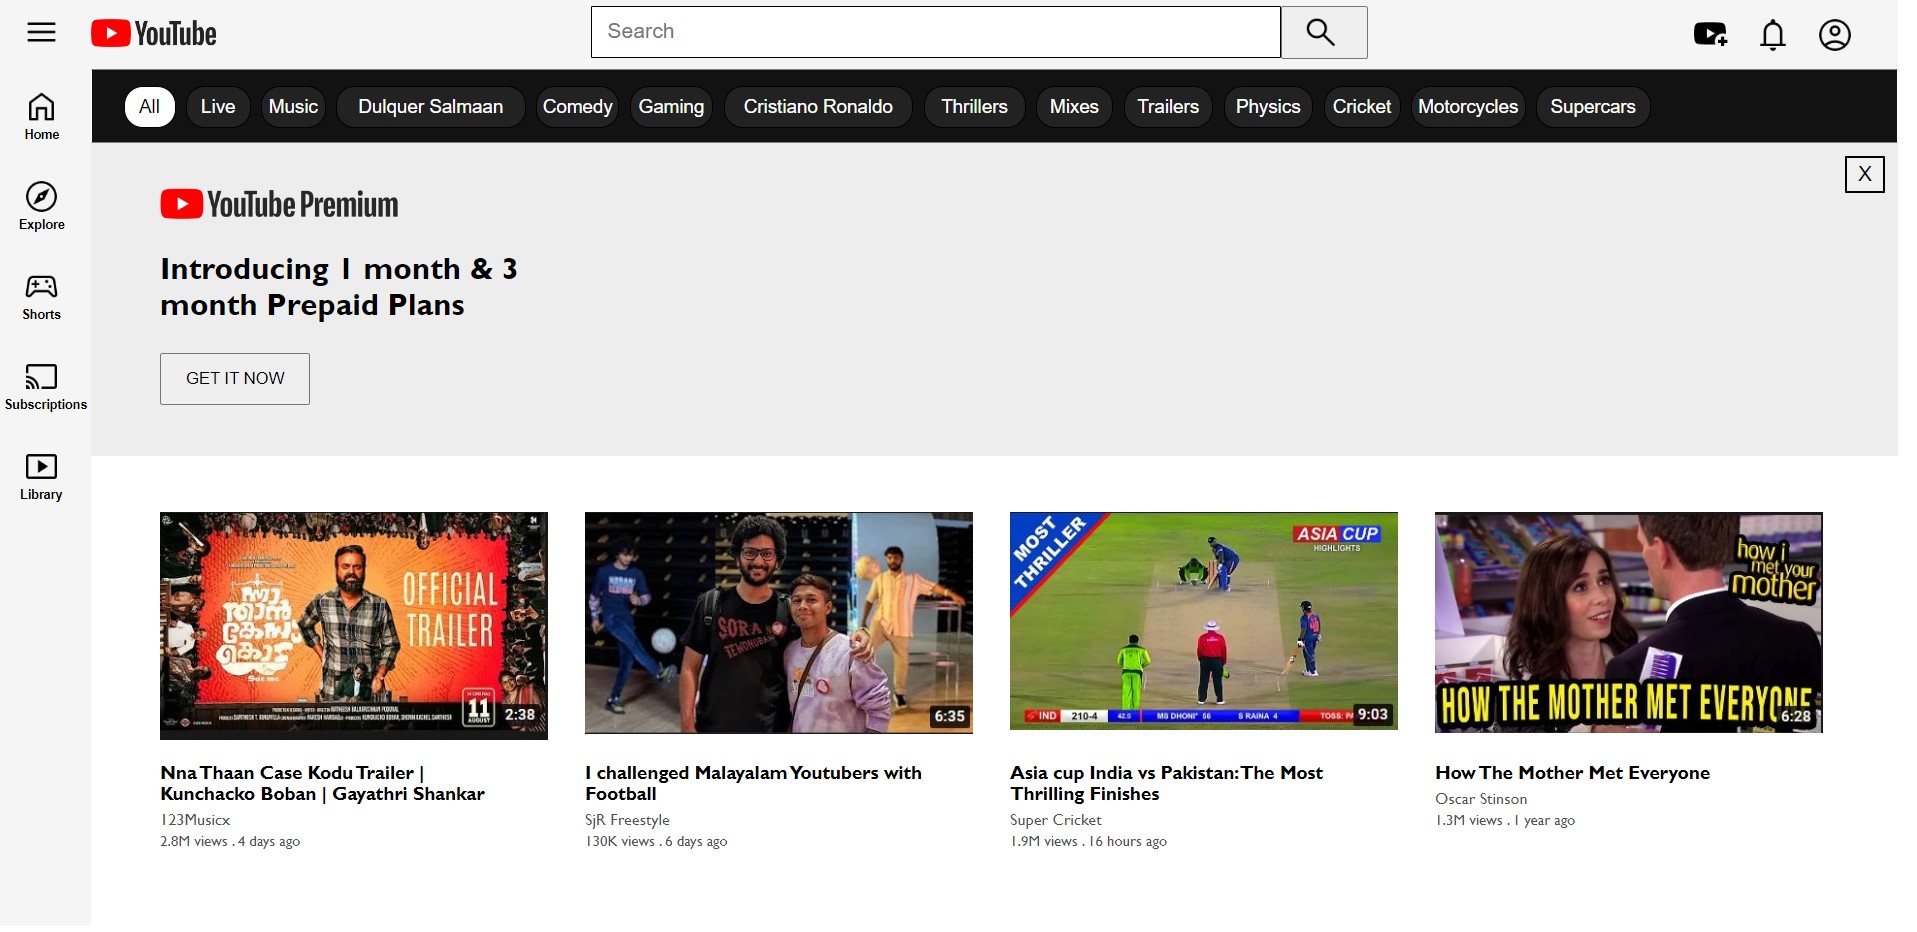 YouTube
Search
All Live Music Dulquer Salmaan Comedy Gaming Cristiano Ronaldo Thrillers Mixes Trailers Physics Cricket Motorcycles Supercars
X
Home
Explore
Shorts
Subscriptions
Library
YouTube Premium
Introducing 1 month & 3
month Prepaid Plans
GET IT NOW
ന്നാ
താൻ
കേസ്
കൊട്
OFFICIAL
TRAILER
11
AUGUST
2:38
SORA
TEWONOBAN
6:35
MOST
THRILLER
ASIA CUP
HIGHLIGHTS
IND 210-4 42.5 MS DHONI* 56 S RAINA 4 TOSS: PA
9:03
how i
met your
mother
HOW THE MOTHER MET EVERYONE
6:28
Nna Thaan Case Kodu Trailer |
Kunchacko Boban | Gayathri Shankar
123Musicx
2.8M views . 4 days ago
I challenged Malayalam Youtubers with
Football
SjR Freestyle
130K views . 6 days ago
Asia cup India vs Pakistan:The Most
Thrilling Finishes
Super Cricket
1.9M views . 16 hours ago
How The Mother Met Everyone
Oscar Stinson
1.3M views . 1 year ago